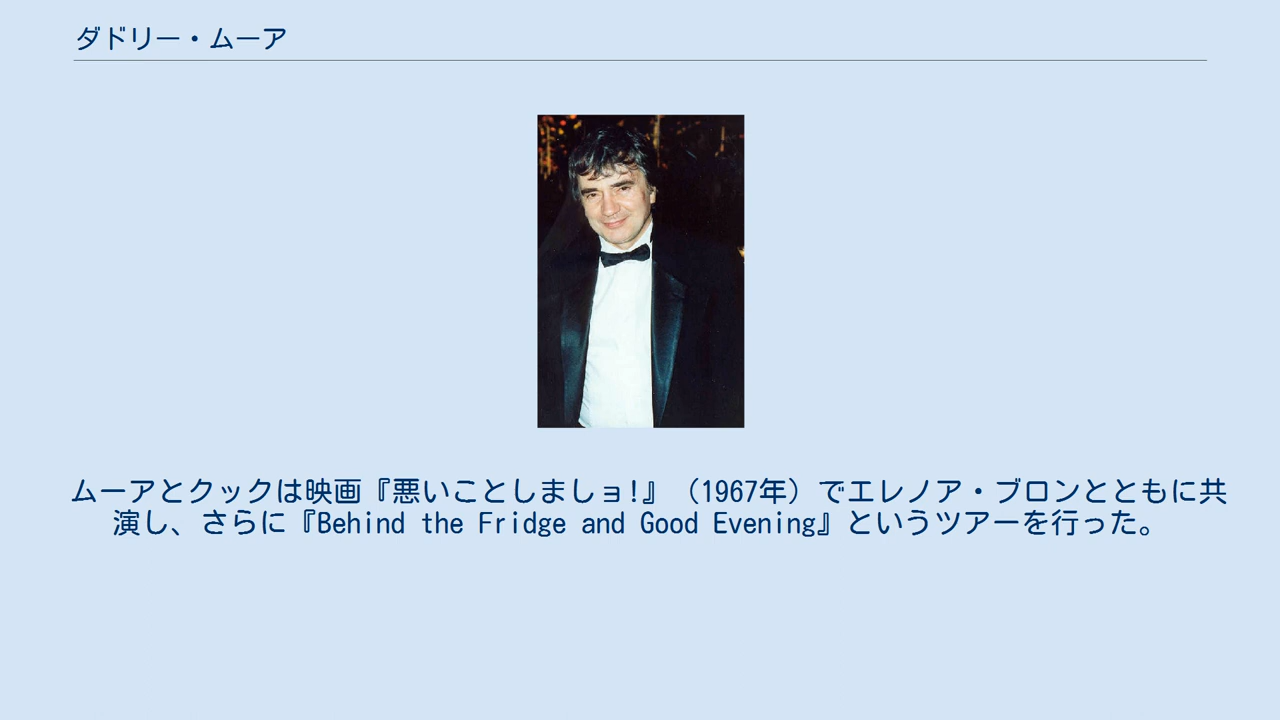 ダドリー・ムーア
ムーアとクックは映画『悪いことしましョ!』（1967年）でエレノア・ブロンとともに共
演し、さらに『Behind the Fridge and Good Evening』というツアーを行った。